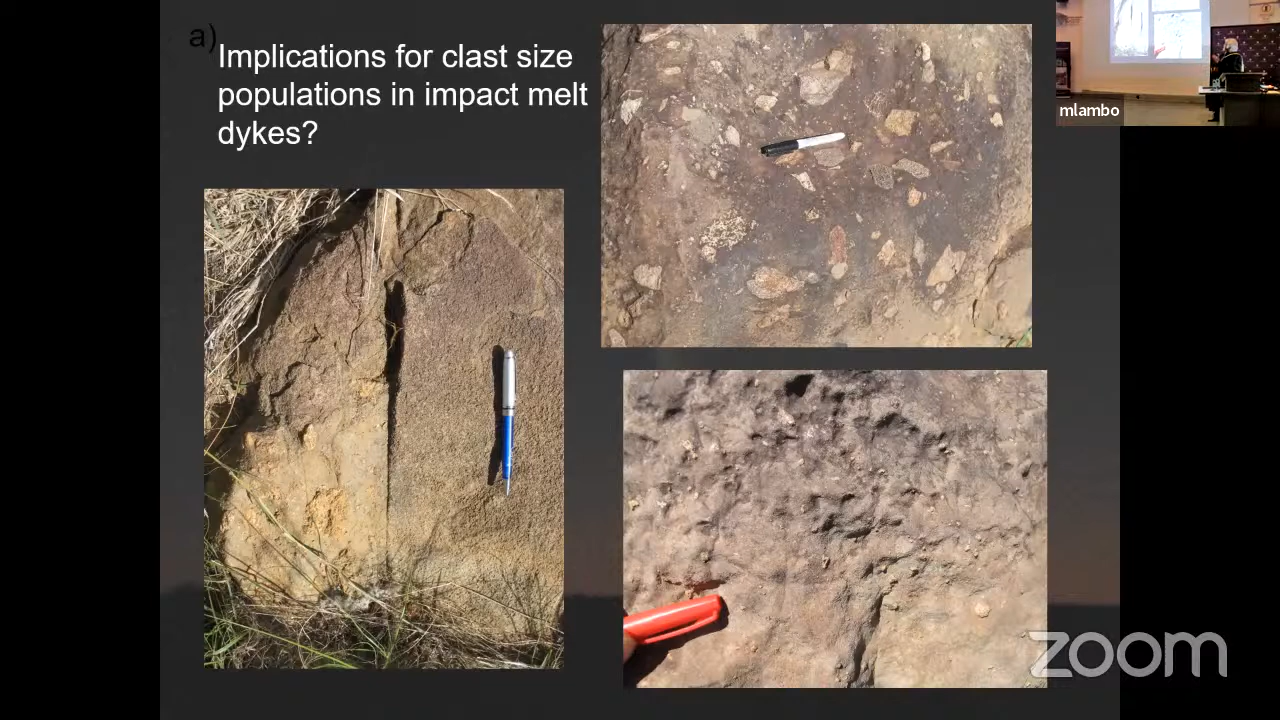 a)
Implications for clast size
populations in impact melt
dykes?
mlambo
zoom